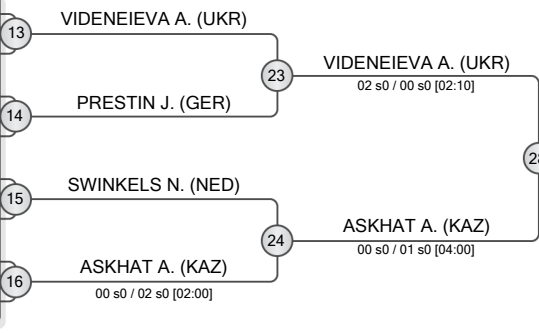 13
VIDENEIEVA A. (UKR)
23
VIDENEIEVA A. (UKR)
02 s0 / 00 s0 [02:10]
14
PRESTIN J. (GER)
15
SWINKELS N. (NED)
24
ASKHAT A. (KAZ)
00 s0 / 01 s0 [04:00]
16
ASKHAT A. (KAZ)
00 s0 / 02 s0 [02:00]